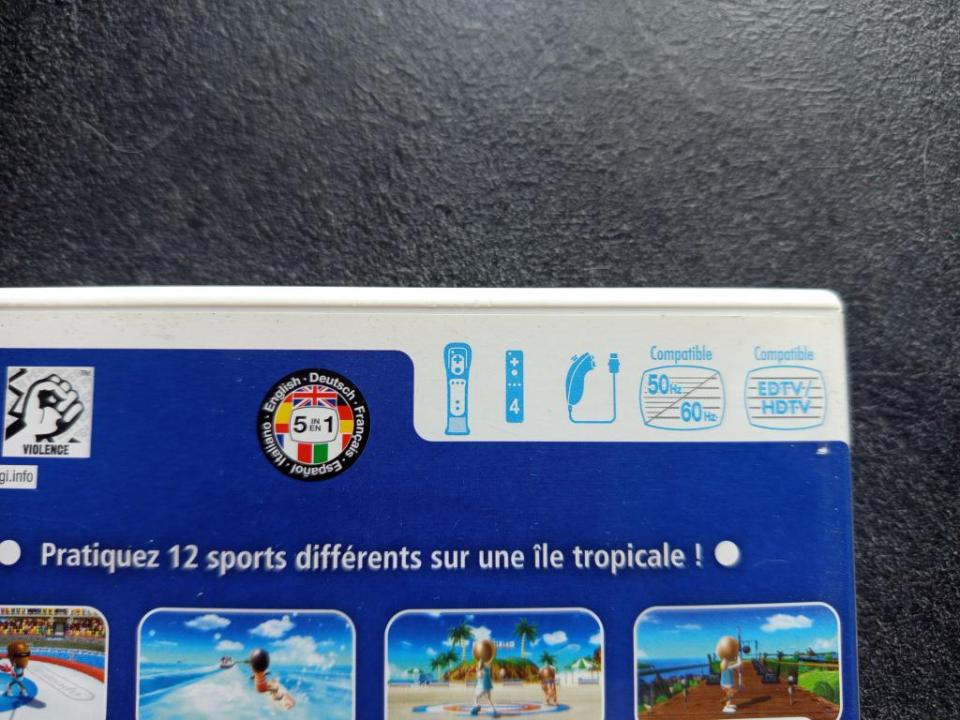 Compatible
50Hz
60Hz
Compatible
EDTV/
HDTV
4
English · Deutsch · Français · Español · Italiano ·
5 IN EN 1
VIOLENCE
gi.info
Pratiquez 12 sports différents sur une île tropicale !